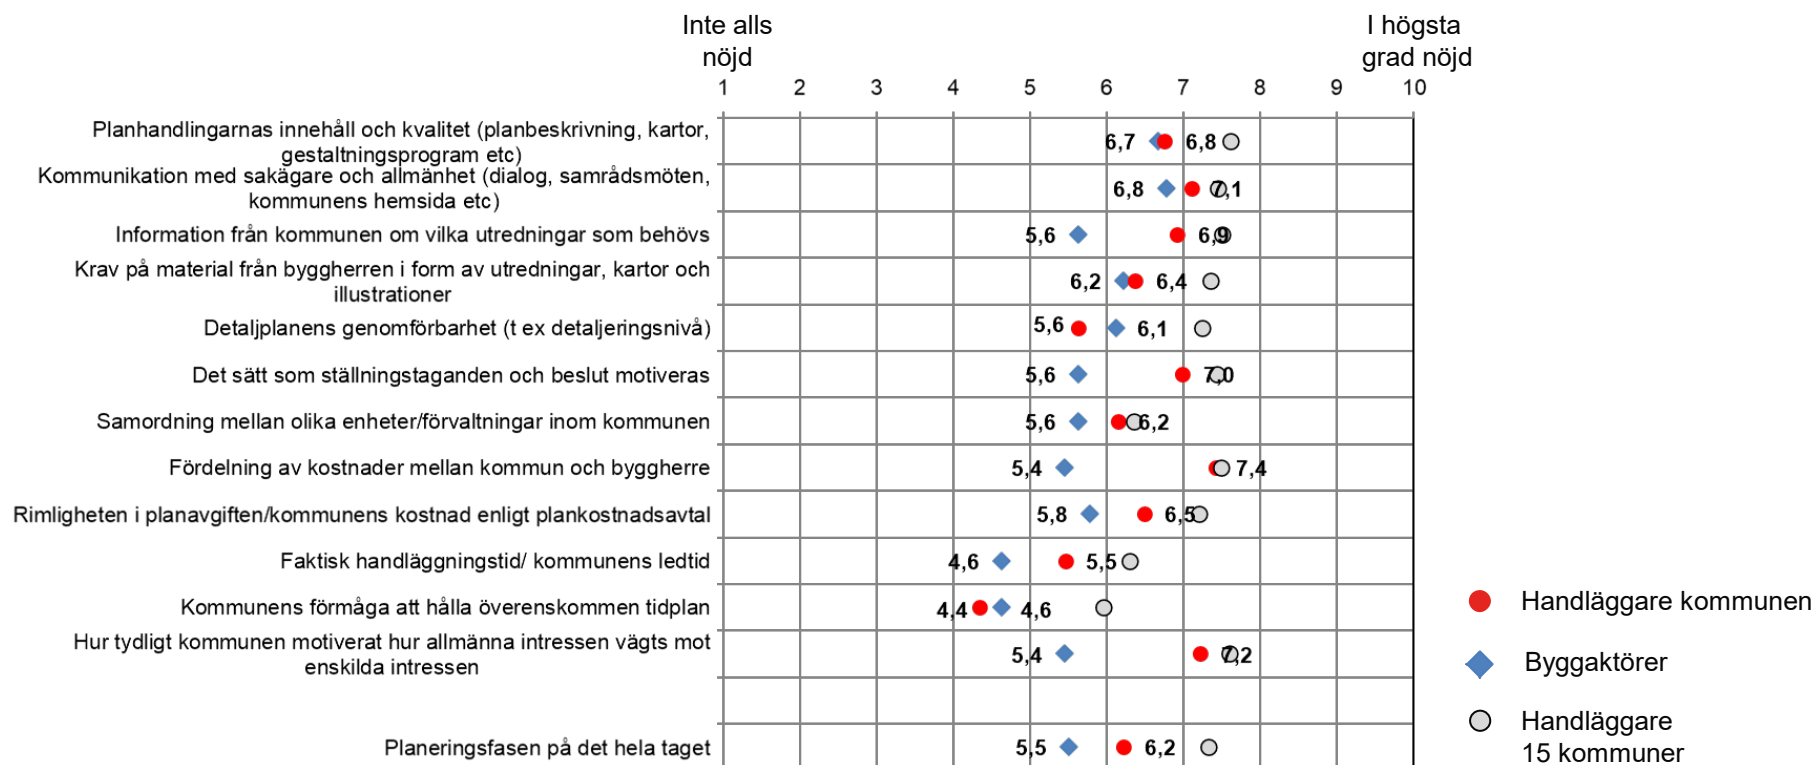 Inte alls
nöjd
I högsta
grad nöjd
1 2 3 4 5 6 7 8 9 10
Planhandlingarnas innehåll och kvalitet (planbeskrivning, kartor,
gestaltningsprogram etc)
6,7 6,8
Kommunikation med sakägare och allmänhet (dialog, samrådsmöten,
kommunens hemsida etc)
6,8 7,1
Information från kommunen om vilka utredningar som behövs
5,6 6,9
Krav på material från byggherren i form av utredningar, kartor och
illustrationer
6,2 6,4
Detaljplanens genomförbarhet (t ex detaljeringsnivå)
5,6 6,1
Det sätt som ställningstaganden och beslut motiveras
5,6 7,0
Samordning mellan olika enheter/förvaltningar inom kommunen
5,6 6,2
Fördelning av kostnader mellan kommun och byggherre
5,4 7,4
Rimligheten i planavgiften/kommunens kostnad enligt plankostnadsavtal
5,8 6,5
Faktisk handläggningstid/ kommunens ledtid
4,6 5,5
Kommunens förmåga att hålla överenskommen tidplan
4,4 4,6
Hur tydligt kommunen motiverat hur allmänna intressen vägts mot
enskilda intressen
5,4 7,2
Planeringsfasen på det hela taget
5,5 6,2
Handläggare kommunen
Byggaktörer
Handläggare
15 kommuner